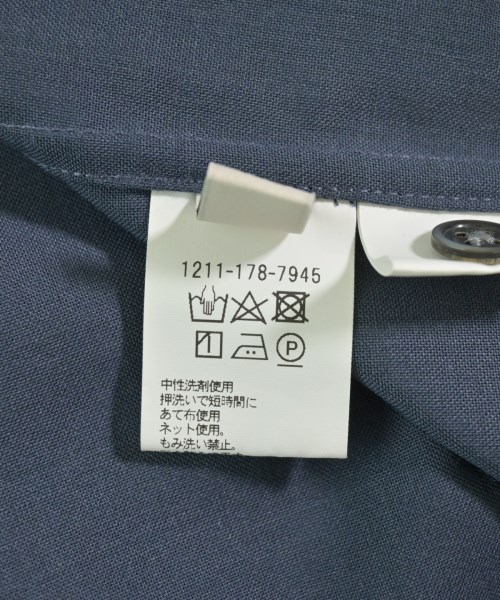 1211-178-7945
P
中性洗剤使用
押洗いで短時間に
あて布使用
ネット使用。
もみ洗い禁止。